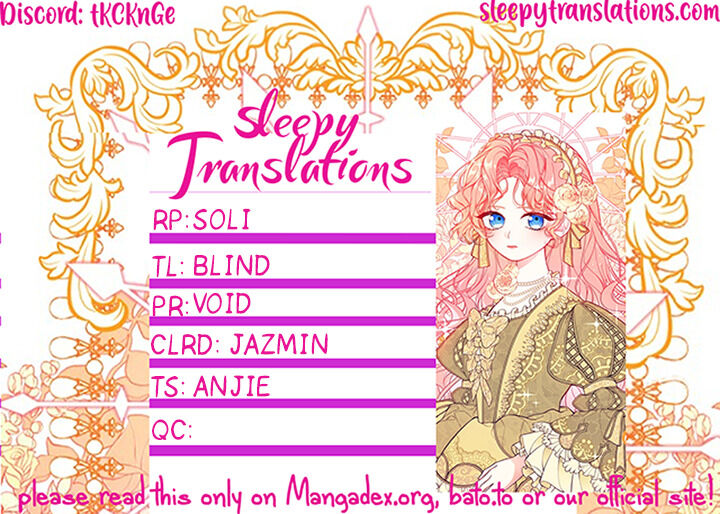 Discord: tKCKnGe
sleepytranslations.com
sleepy
Translations
RP: SOLI
TL: BLIND
PR: VOID
CLRD: JAZMIN
TS: ANJIE
QC:
please read this only on Mangadex.org, bato.to or our official site!